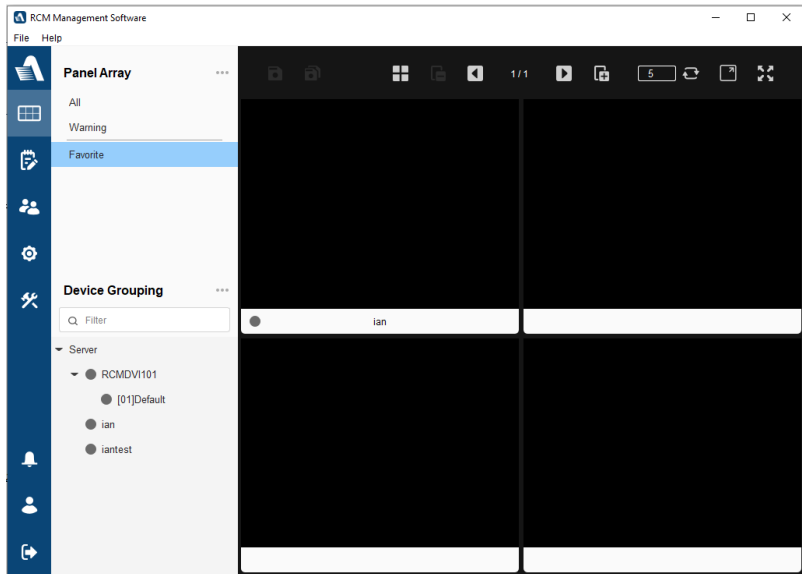 RCM Management Software
File Help
Panel Array
All
Warning
Favorite
1 / 1
5
ian
Device Grouping
Filter
Server
RCMDVI101
[01]Default
ian
iantest